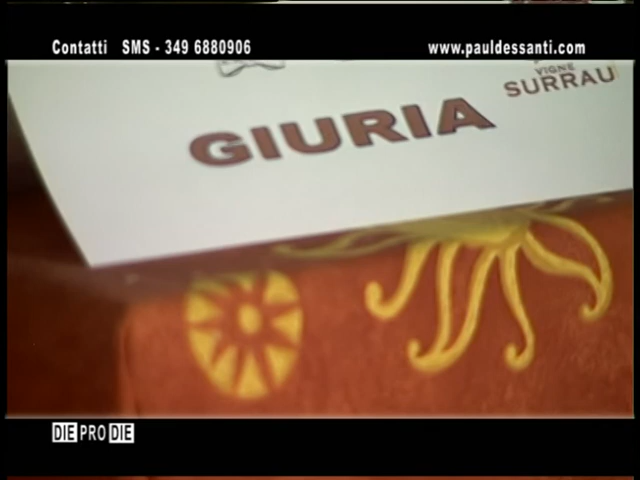 Contatti SMS - 349 6880906
www.pauldessanti.com
VIGNE
SURRAU
GIURIA
DIE PRO DIE